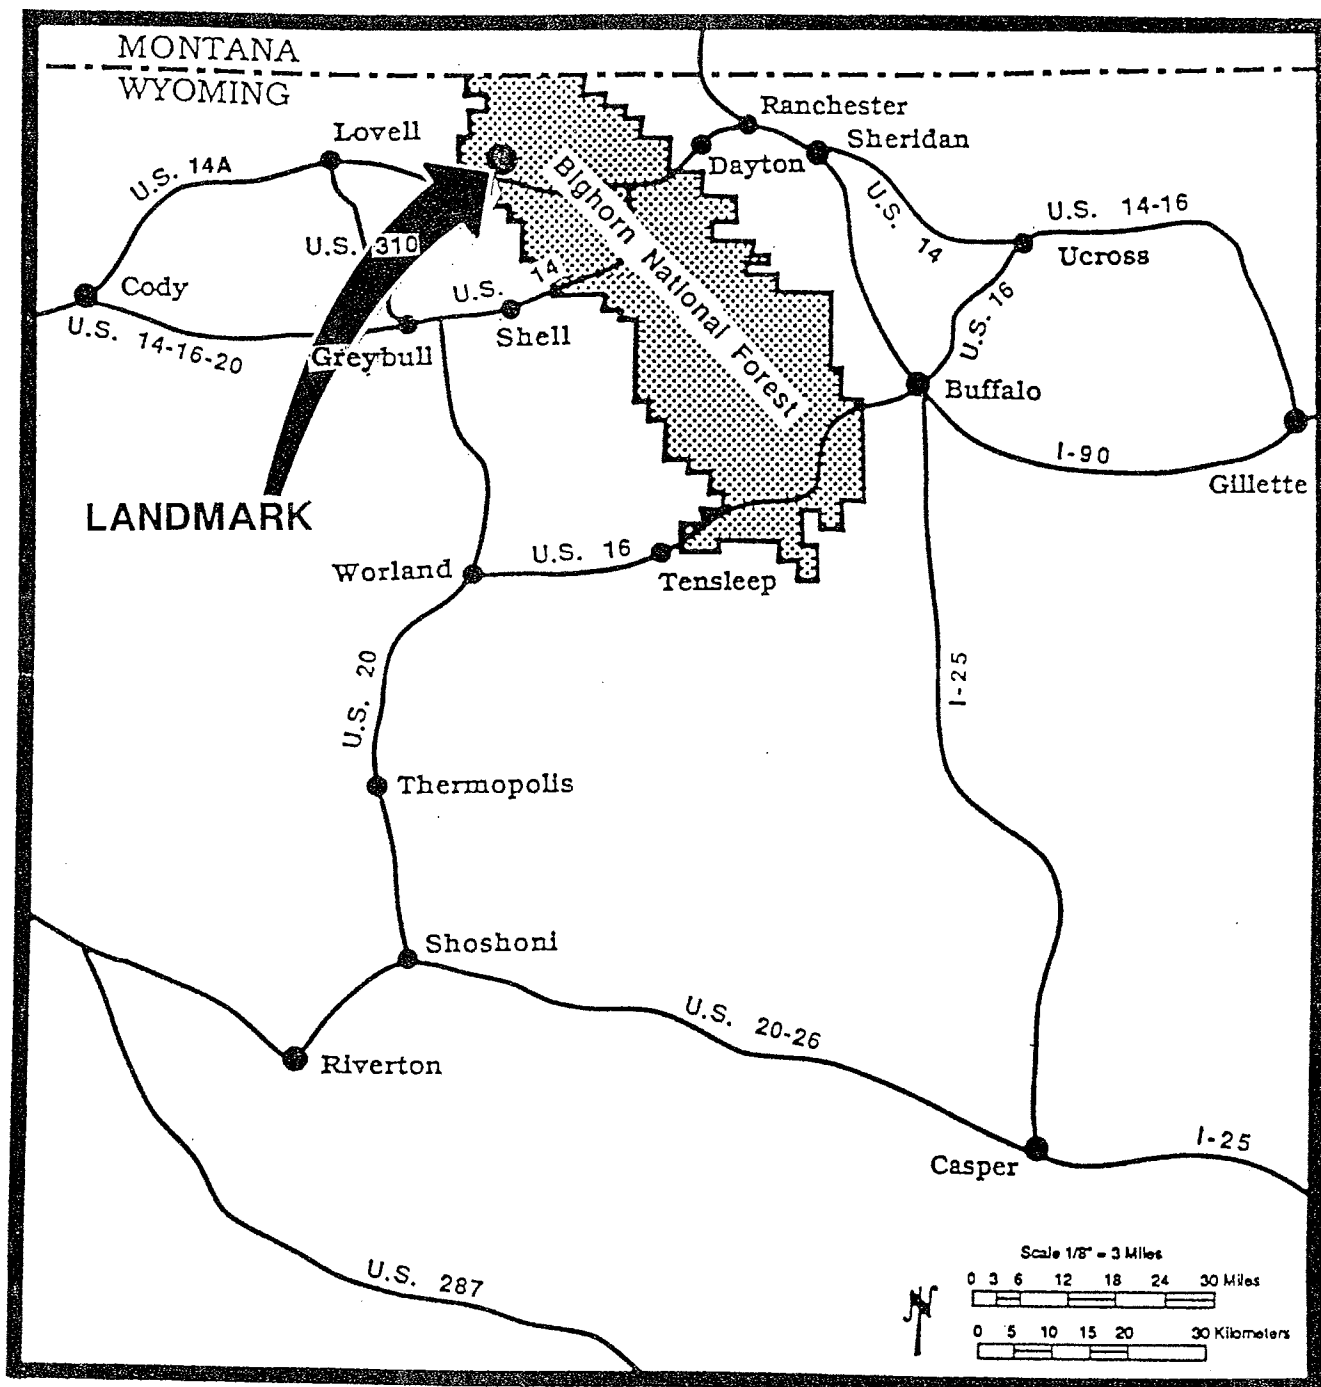 MONTANA
WYOMING
Ranchester
Lovell
Sheridan
Dayton
U.S. 14A
Bighorn National Forest
U.S. 14
U.S. 14-16
U.S. 310
Ucross
Cody
U.S. 14
U.S. 16
U.S. 14-16-20
Shell
Greybull
Buffalo
I-90
Gillette
LANDMARK
U.S. 16
Worland
Tensleep
U.S. 20
I-25
Thermopolis
Shoshoni
U.S. 20-26
Riverton
I-25
Casper
U.S. 287
Scale 1/8" = 3 Miles
0 3 6 12 18 24 30 Miles
N
0 5 10 15 20 30 Kilometers